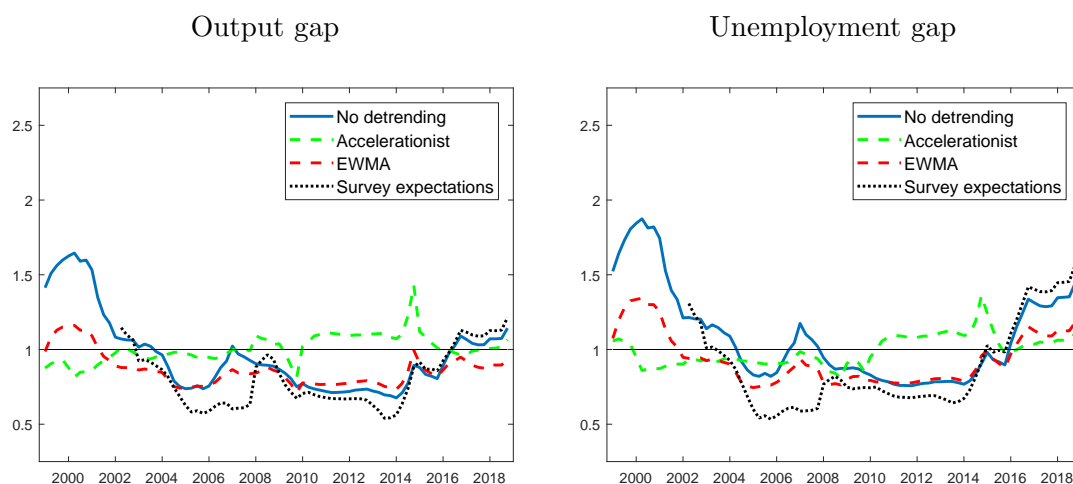 Output gap
2.5
2
1.5
1
0.5
2000 2002 2004 2006 2008 2010 2012 2014 2016 2018
No detrending
Accelerationist
EWMA
Survey expectations
Unemployment gap
2.5
2
1.5
1
0.5
2000 2002 2004 2006 2008 2010 2012 2014 2016 2018
No detrending
Accelerationist
EWMA
Survey expectations